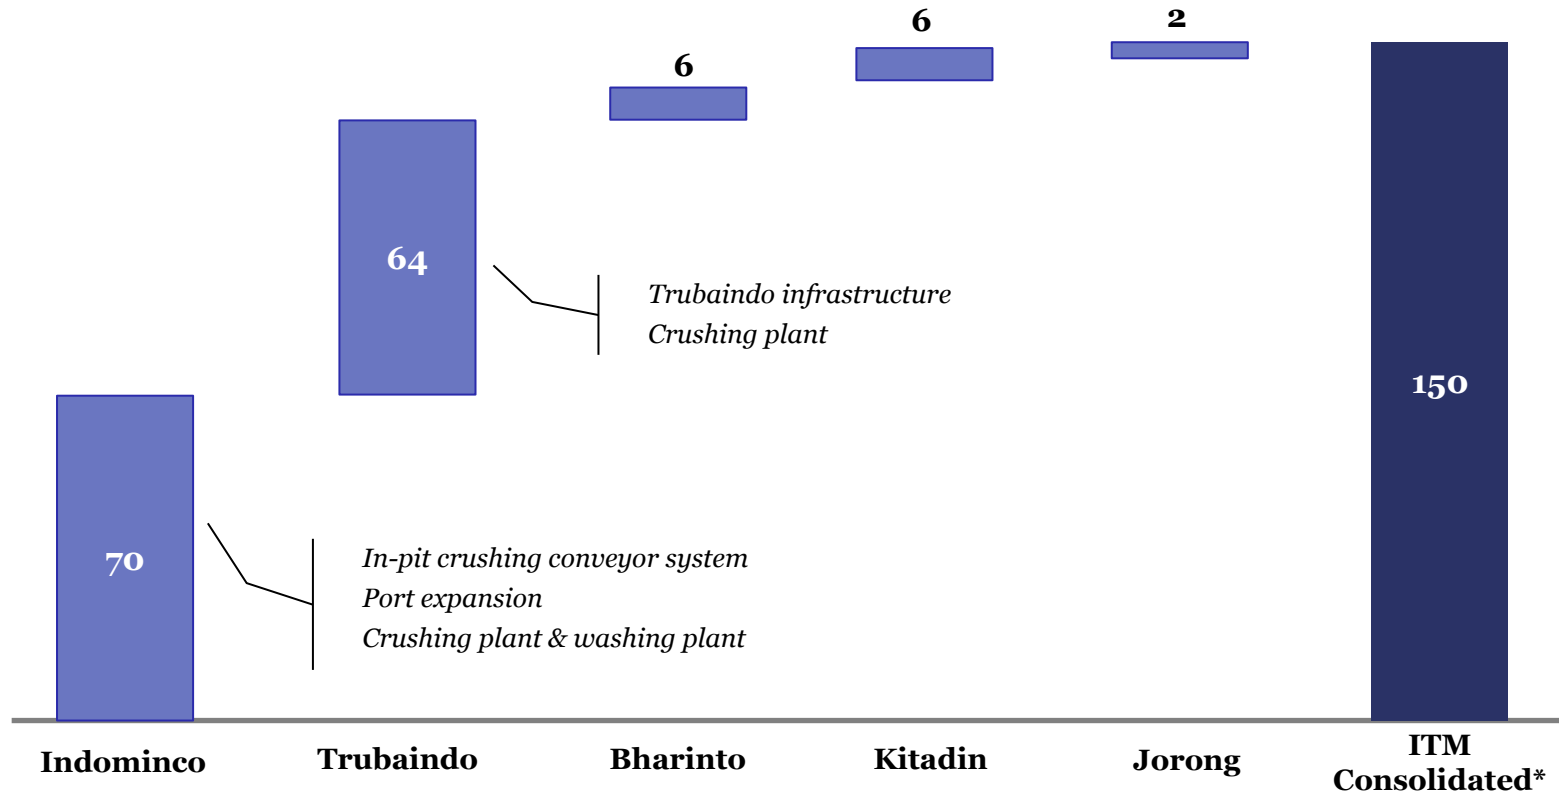 6
6
2
64
Trubaindo infrastructure
Crushing plant
150
70
In-pit crushing conveyor system
Port expansion
Crushing plant & washing plant
Indominco
Trubaindo
Bharinto
Kitadin
Jorong
ITM
Consolidated*